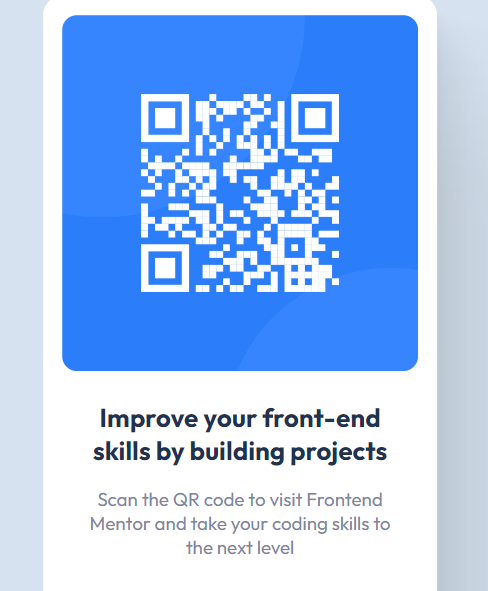 Improve your front-end
skills by building projects
Scan the QR code to visit Frontend
Mentor and take your coding skills to
the next level